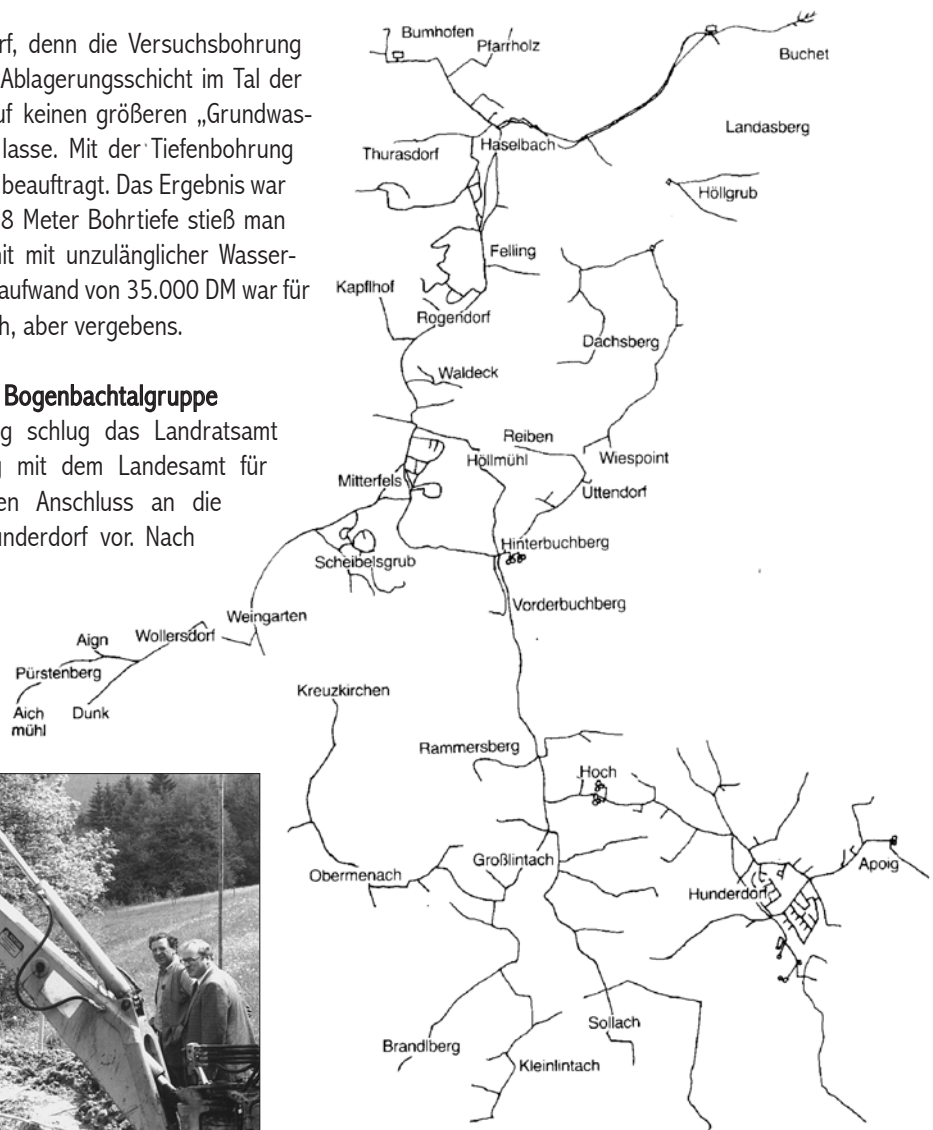 rf, denn die Versuchsbohrung
Ablagerungsschicht im Tal der
uf keinen größeren „Grundwas-
lasse. Mit der Tiefenbohrung
beauftragt. Das Ergebnis war
8 Meter Bohrtiefe stieß man
nit mit unzulänglicher Wasser-
aufwand von 35.000 DM war für
h, aber vergebens.
Bogenbachtalgruppe
g schlug das Landratsamt
g mit dem Landesamt für
en Anschluss an die
underdorf vor. Nach
Bumhofen
Pfarrholz
Buchet
Landasberg
Haselbach
Thurasdorf
Höllgrub
Felling
Kapflhof
Rogendorf
Dachsberg
Waldeck
Reiben
Höllmühl
Wiespoint
Mitterfels
Uttendorf
Hinterbuchberg
Scheibelsgrub
Vorderbuchberg
Weingarten
Aign
Wollersdorf
Pürstenberg
Aich
mühl
Dunk
Kreuzkirchen
Rammersberg
Hoch
Großlintach
Obermenach
Hunderdorf
Apoig
Sollach
Brandlberg
Kleinlintach